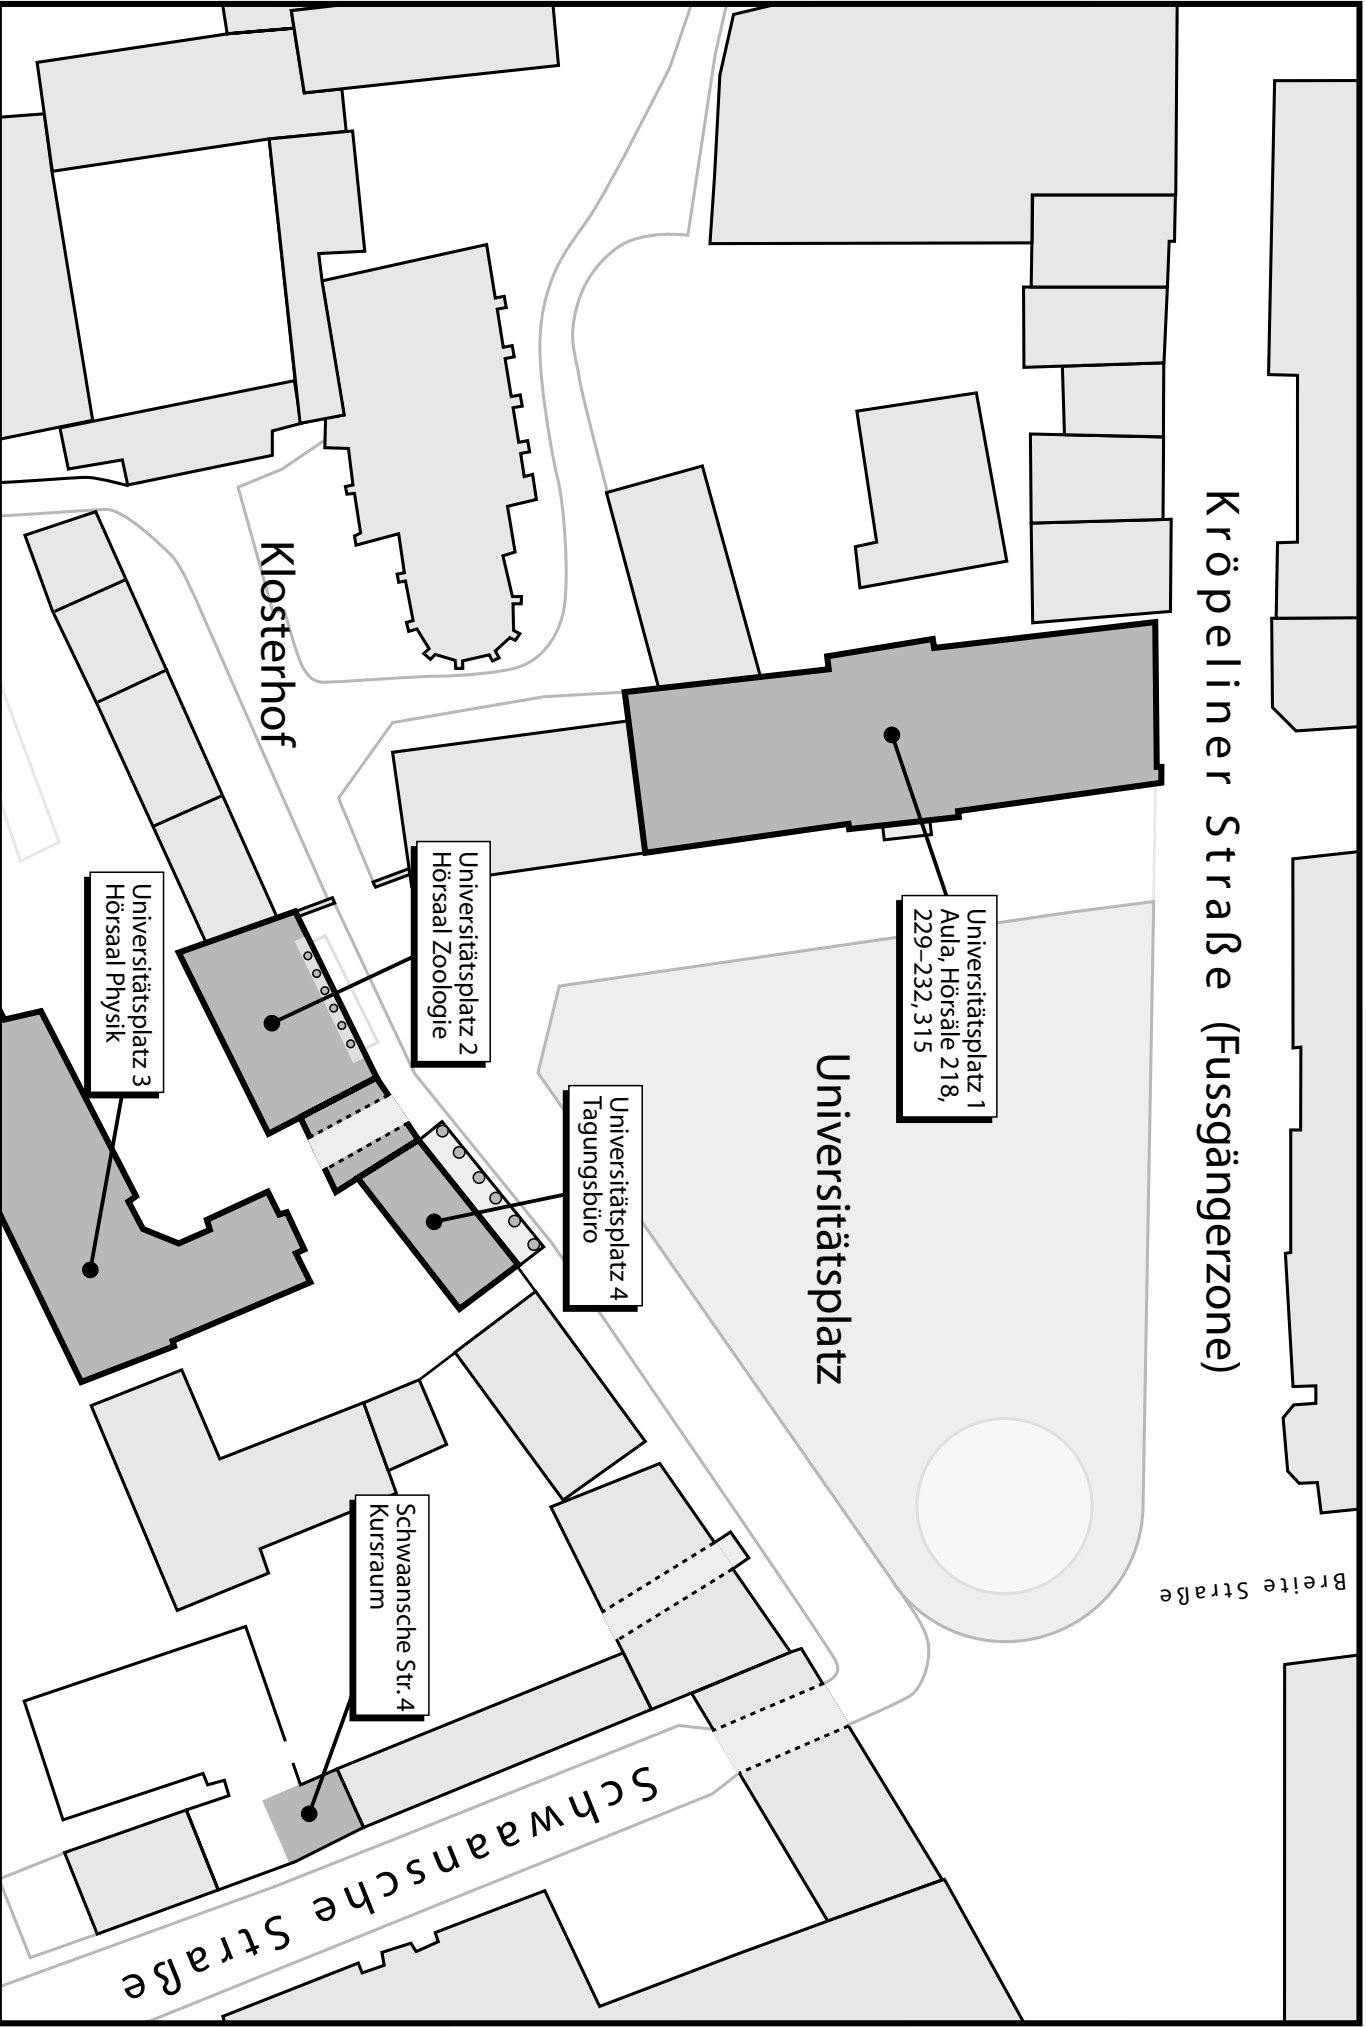 Kröpeliner Straße (Fussgängerzone)
Breite Straße
Universitätsplatz 1
Aula, Hörsäle 218,
229–232, 315
Universitätsplatz
Klosterhof
Universitätsplatz 2
Hörsaal Zoologie
Universitätsplatz 4
Tagungsbüro
Universitätsplatz 3
Hörsaal Physik
Schwaansche Str. 4
Kursraum
Schwaansche Straße